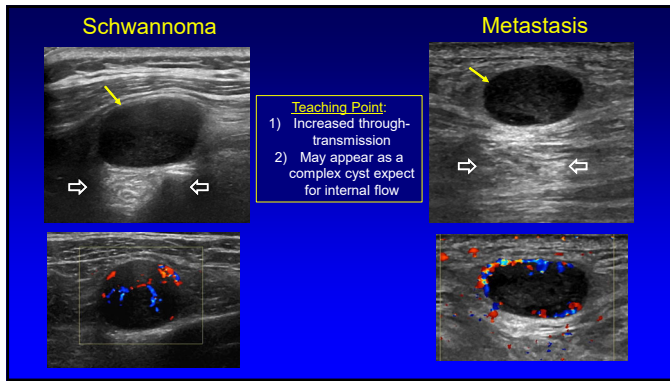 Schwannoma
Metastasis
Teaching Point:
1) Increased through-
transmission
2) May appear as a
complex cyst expect
for internal flow